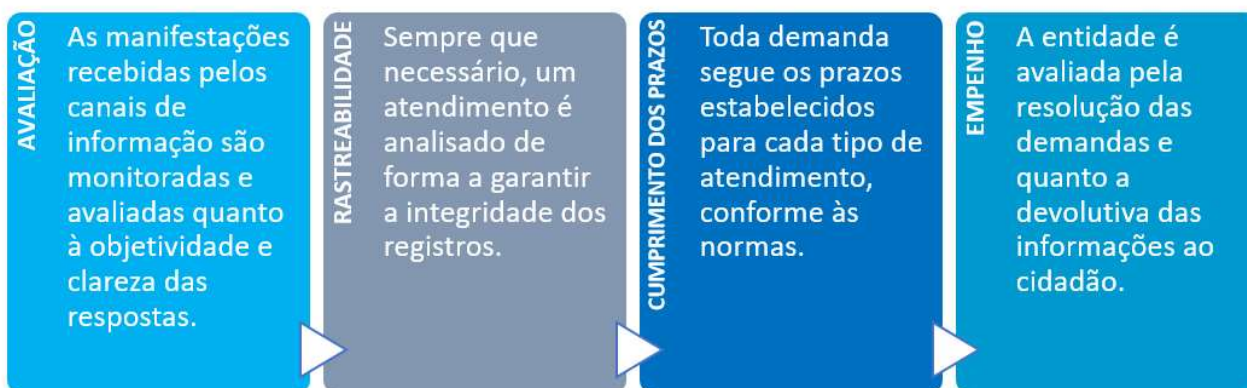 AVALIAÇÃO
As manifestações
recebidas pelos
canais de
informação são
monitoradas e
avaliadas quanto
à objetividade e
clareza das
respostas.
RASTREABILIDADE
Sempre que
necessário, um
atendimento é
analisado de
forma a garantir
a integridade dos
registros.
CUMPRIMENTO DOS PRAZOS
Toda demanda
segue os prazos
estabelecidos
para cada tipo de
atendimento,
conforme às
normas.
EMPENHO
A entidade é
avaliada pela
resolução das
demandas e
quanto a
devolutiva das
informações ao
cidadão.